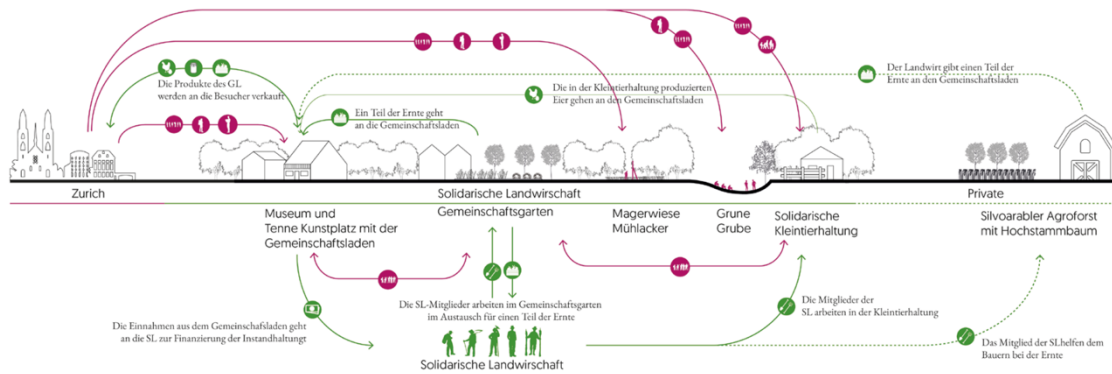 Die Produkte des GL
werden an die Besucher verkauft
Ein Teil der Ernte geht
an die Gemeinschaftsladen
Die in der Kleintierhaltung produzierten
Eier gehen an den Gemeinschaftsladen
Der Landwirt gibt einen Teil der
Ernte an den Gemeinschaftsladen
Zurich
Solidarische Landwirschaft
Private
Museum und
Tenne Kunstplatz mit der
Gemeinschaftsladen
Gemeinschaftsgarten
Magerwiese
Mühlacker
Grune
Grube
Solidarische
Kleintierhaltung
Silvoarabler Agroforst
mit Hochstammbaum
Die SL-Mitglieder arbeiten im Gemeinschaftsgarten
im Austausch für einen Teil der Ernte
Die Mitglieder der
SL arbeiten in der Kleintierhaltung
Die Einnahmen aus dem Gemeinschafsladen geht
an die SL zur Finanzierung der Instandhaltungt
Das Mitglied der SLhelfen dem
Bauern bei der Ernte
Solidarische Landwirschaft